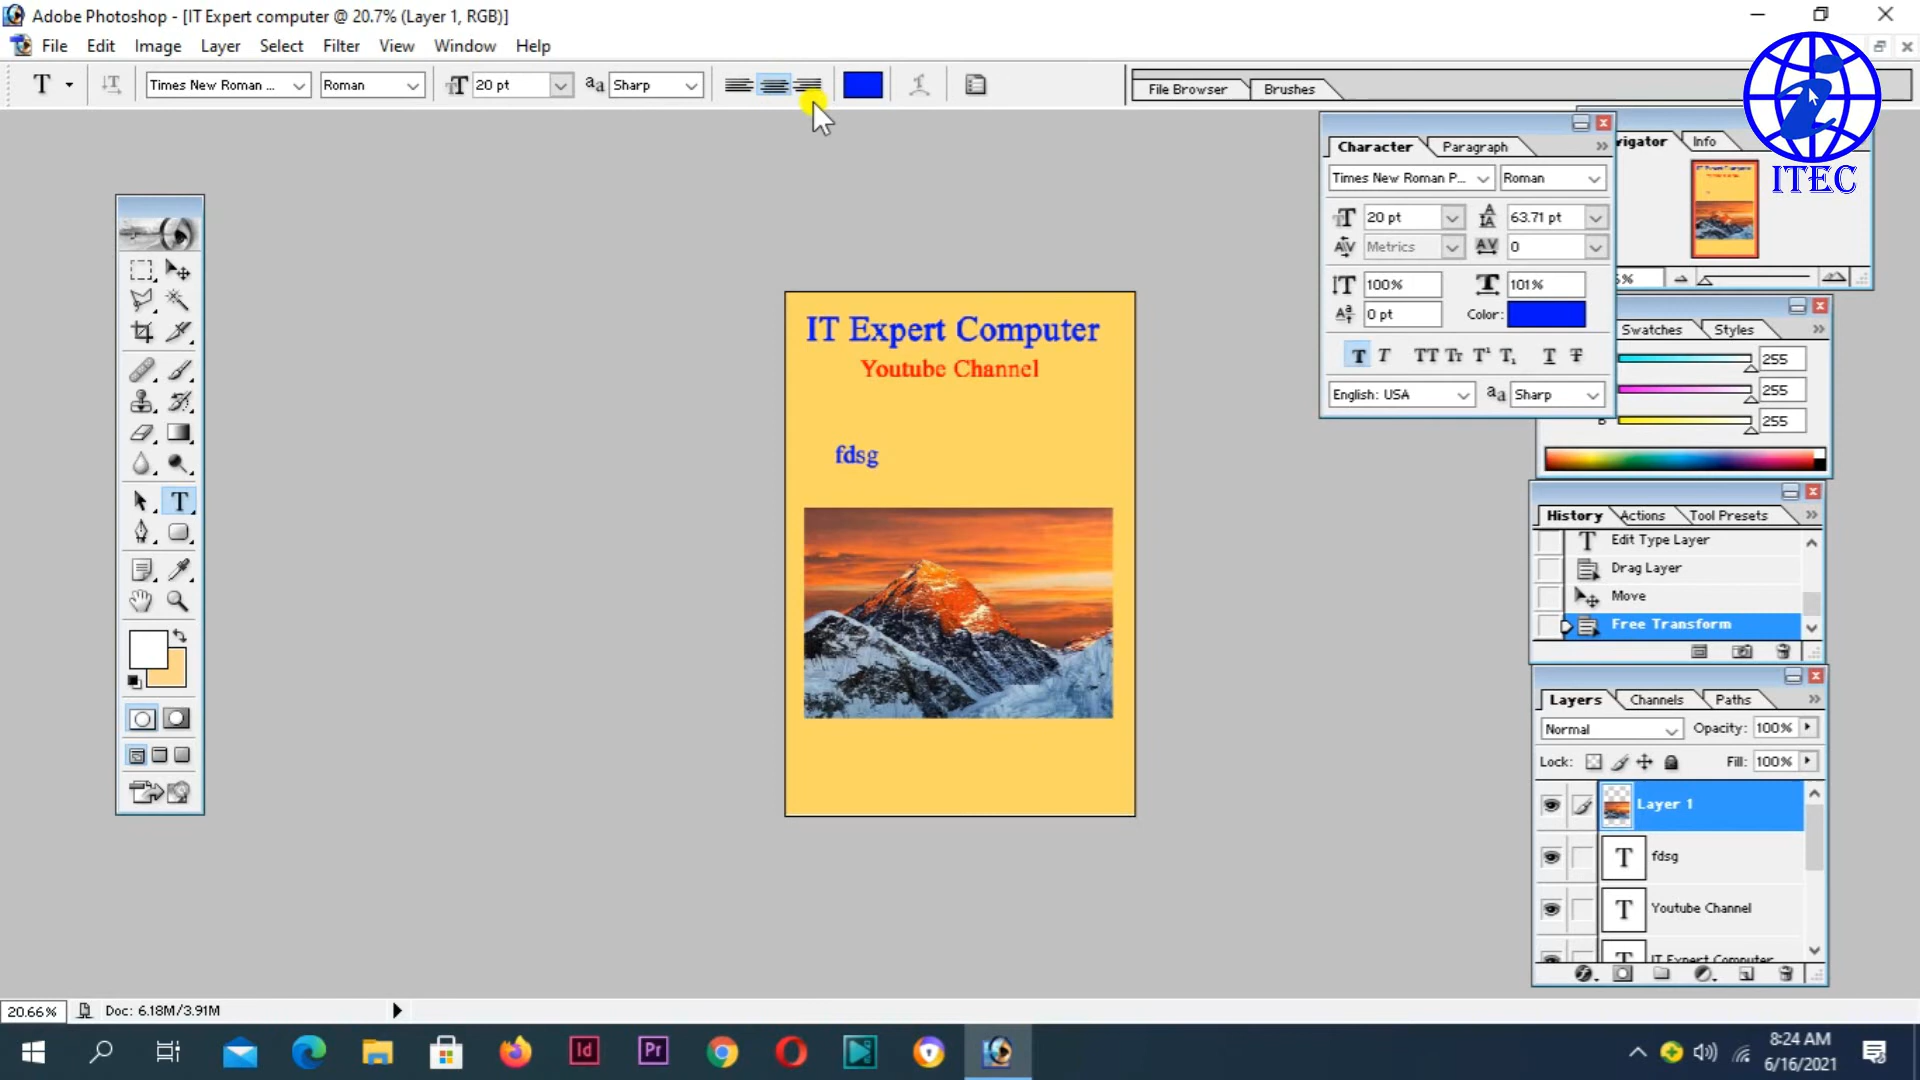 Adobe Photoshop - [IT Expert computer @ 20.7% (Layer 1, RGB)]
File Edit Image Layer Select Filter View Window Help
T Times New Roman ... Roman 20 pt aa Sharp
File Browser Brushes
ITEC
Character Paragraph
Times New Roman P... Roman
20 pt 63.71 pt
Metrics 0
100% 101%
0 pt Color:
English: USA aa Sharp
vigator Info
Swatches Styles
255
255
255
IT Expert Computer
Youtube Channel
fdsg
History Actions Tool Presets
Edit Type Layer
Drag Layer
Move
Free Transform
Layers Channels Paths
Normal Opacity: 100%
Lock: Fill: 100%
Layer 1
fdsg
Youtube Channel
IT Expert Computer
20.66% Doc: 6.18M/3.91M
Id Pr
8:24 AM
6/16/2021